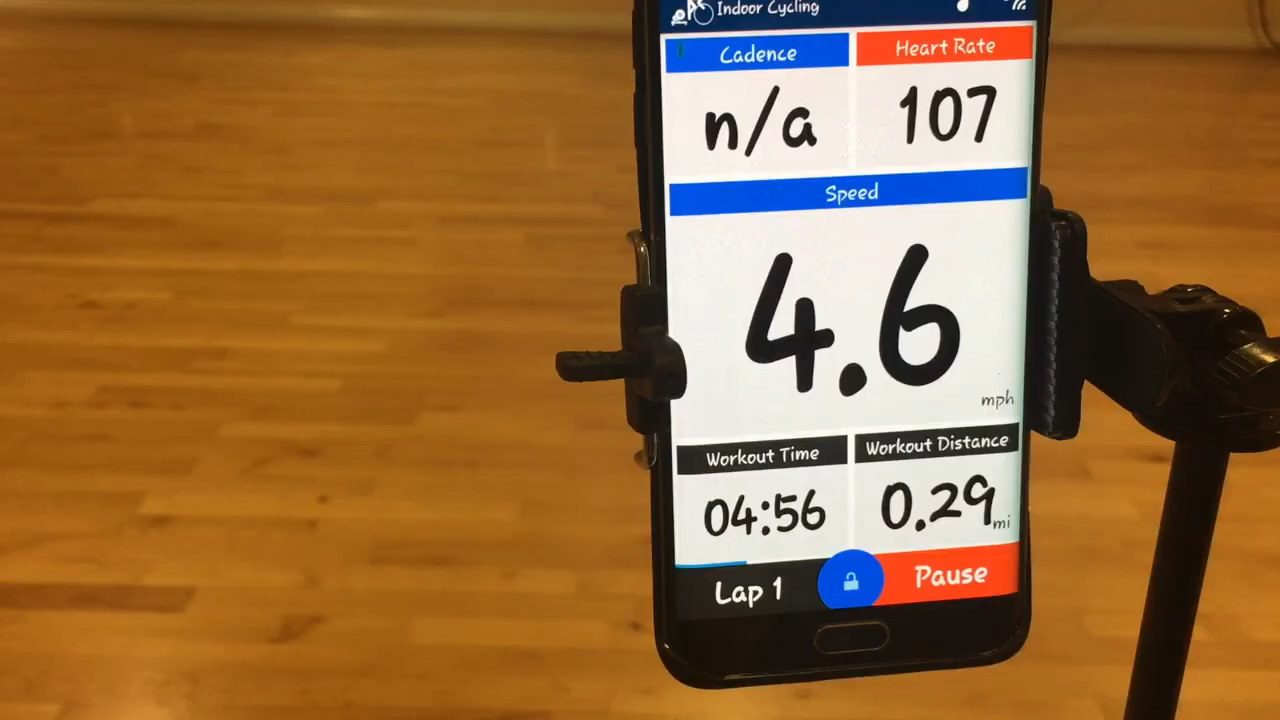 Indoor Cycling
Cadence
Heart Rate
n/a
107
Speed
4.6
mph
Workout Time
Workout Distance
04:56
0.29 mi
Lap 1
Pause